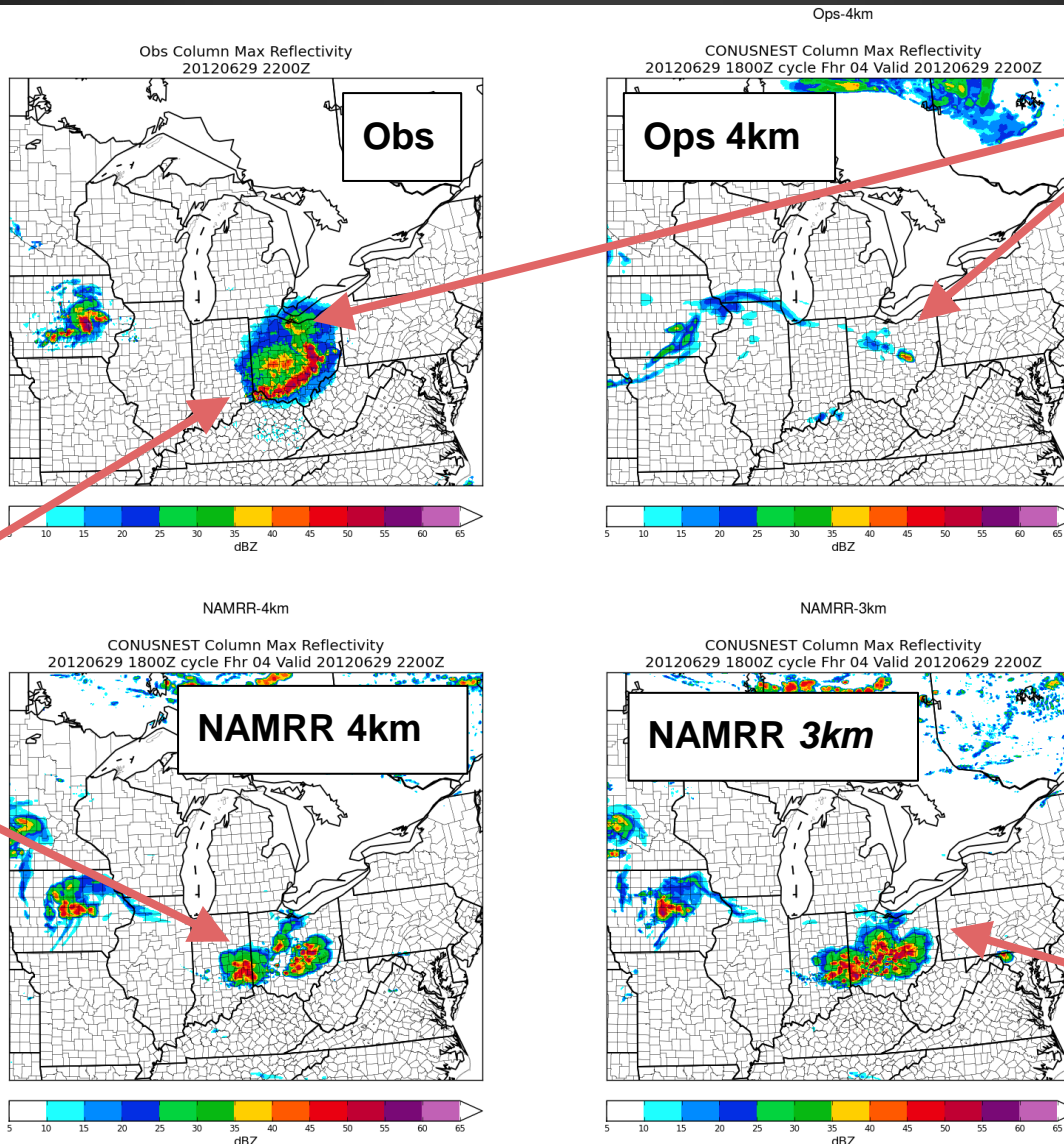 Ops-4km
Obs Column Max Reflectivity
20120629 2200Z
CONUSNEST Column Max Reflectivity
20120629 1800Z cycle Fhr 04 Valid 20120629 2200Z
Obs
Ops 4km
5 10 15 20 25 30 35 40 45 50 55 60 65
dBZ
5 10 15 20 25 30 35 40 45 50 55 60 65
dBZ
NAMRR-4km
CONUSNEST Column Max Reflectivity
20120629 1800Z cycle Fhr 04 Valid 20120629 2200Z
NAMRR-3km
CONUSNEST Column Max Reflectivity
20120629 1800Z cycle Fhr 04 Valid 20120629 2200Z
NAMRR 4km
NAMRR 3km
5 10 15 20 25 30 35 40 45 50 55 60 65
dBZ
5 10 15 20 25 30 35 40 45 50 55 60 65
dBZ